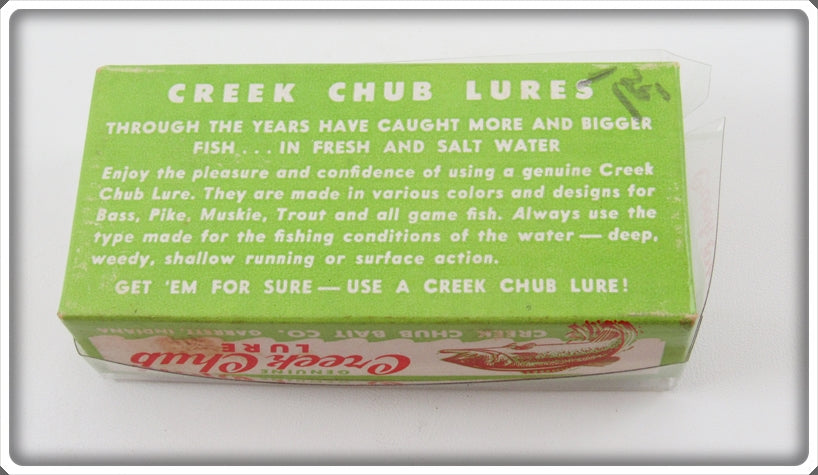 CREEK CHUB LURES
THROUGH THE YEARS HAVE CAUGHT MORE AND BIGGER
FISH . . . IN FRESH AND SALT WATER
Enjoy the pleasure and confidence of using a genuine Creek
Chub Lure. They are made in various colors and designs for
Bass, Pike, Muskie, Trout and all game fish. Always use the
type made for the fishing conditions of the water — deep,
weedy, shallow running or surface action.
GET 'EM FOR SURE — USE A CREEK CHUB LURE!
GENUINE
Creek Chub
LURE
CREEK CHUB BAIT CO. GARRETT INDIANA